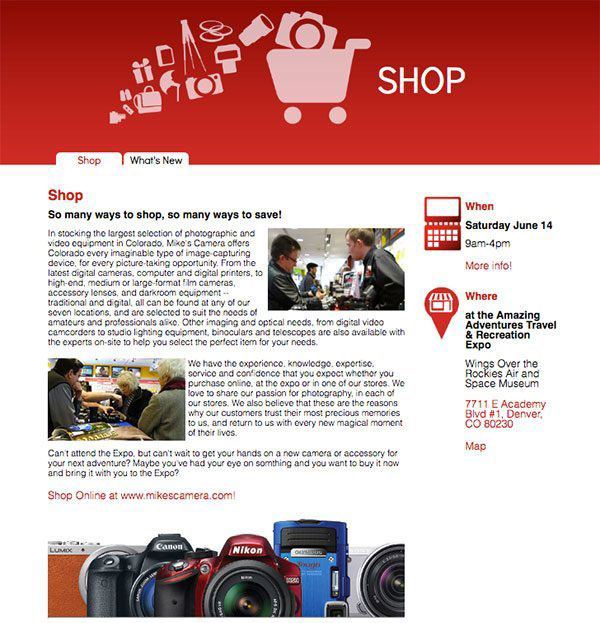 SHOP
Shop
What's New
Shop
So many ways to shop, so many ways to save!
In stocking the largest selection of photographic and
video equipment in Colorado, Mike's Camera offers
Colorado every imaginable type of image-capturing
device, for every picture-taking opportunity. From the
latest digital cameras, computer and digital printers, to
high-end, medium or large-format film cameras,
accessory lenses, and darkroom equipment --
traditional and digital, all can be found at any of our
seven locations, and are selected to suit the needs of
amateurs and professionals alike. Other imaging and optical needs, from digital video
camcorders to studio lighting equipment, binoculars and telescopes are also available with
the experts on-site to help you select the perfect item for your needs.
We have the experience, knowledge, expertise,
service and confidence that you expect whether you
purchase online, at the expo or in one of our stores. We
love to share our passion for photography, in each of
our stores. We also believe that these are the reasons
why our customers trust their most precious memories
to us, and return to us with every new magical moment
of their lives.
Can't attend the Expo, but can't wait to get your hands on a new camera or accessory for
your next adventure? Maybe you've had your eye on somthing and you want to buy it now
and bring it with you to the Expo?
Shop Online at www.mikescamera.com!
When
Saturday June 14
9am-4pm
More info!
Where
at the Amazing
Adventures Travel
& Recreation
Expo
Wings Over the
Rockies Air and
Space Museum
7711 E Academy
Blvd #1, Denver,
CO 80230
Map
LUMIX
Canon
Nikon
OLYMPUS
Tough